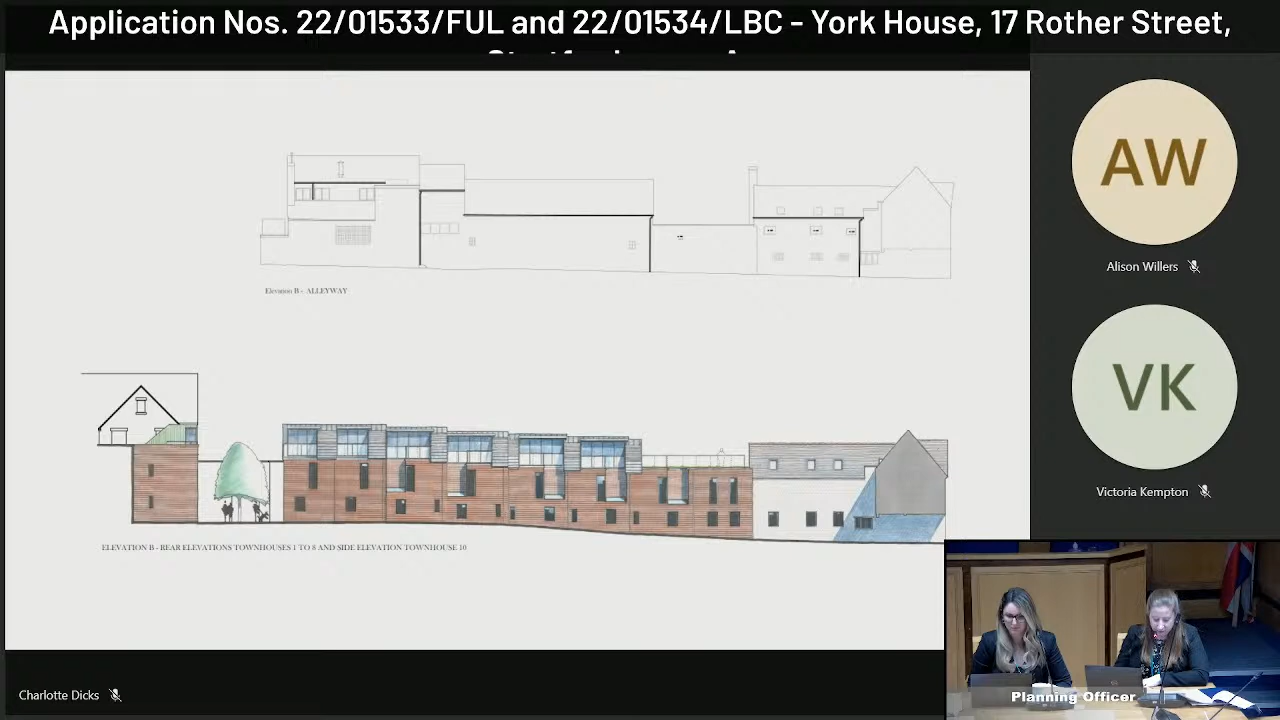 Application Nos. 22/01533/FUL and 22/01534/LBC - York House, 17 Rother Street,
AW
Alison Willers
Elevation B - ALLEYWAY
VK
Victoria Kempton
ELEVATION B - REAR ELEVATIONS TOWNHOUSES 1 TO 8 AND SIDE ELEVATION TOWNHOUSE 10
Charlotte Dicks
Planning Officer